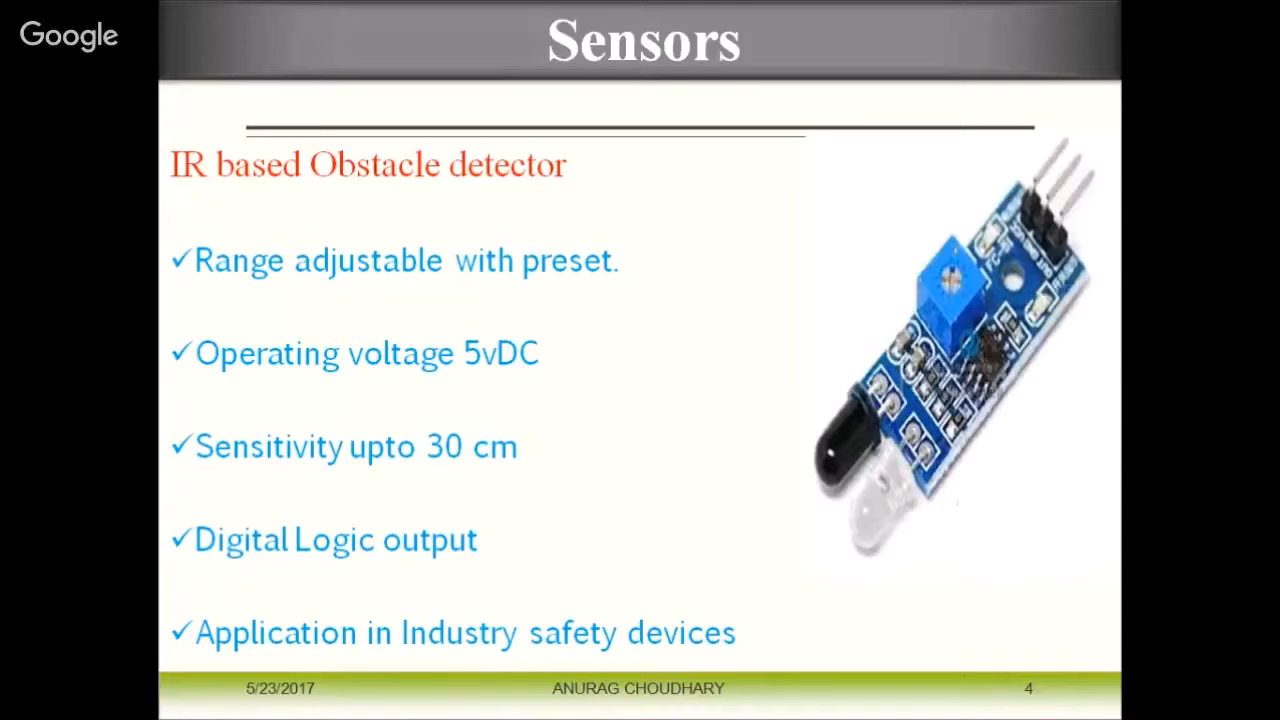 Google
Sensors
IR based Obstacle detector
✓Range adjustable with preset.
✓Operating voltage 5vDC
✓Sensitivity upto 30 cm
✓Digital Logic output
✓Application in Industry safety devices
5/23/2017 ANURAG CHOUDHARY 4